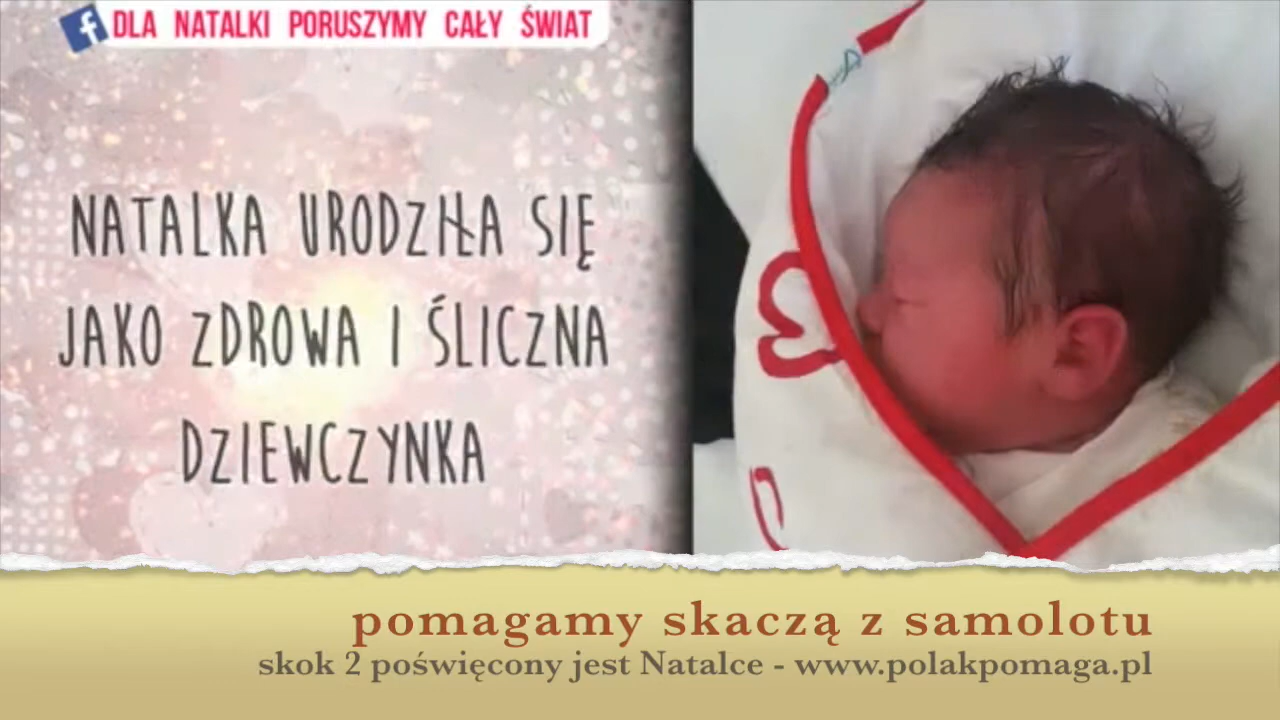 DLA NATALKI PORUSZYMY CAŁY ŚWIAT
NATALKA URODZIŁA SIĘ
JAKO ZDROWA I ŚLICZNA
DZIEWCZYNKA
pomagamy skaczą z samolotu
skok 2 poświęcony jest Natalce - www.polakpomaga.pl